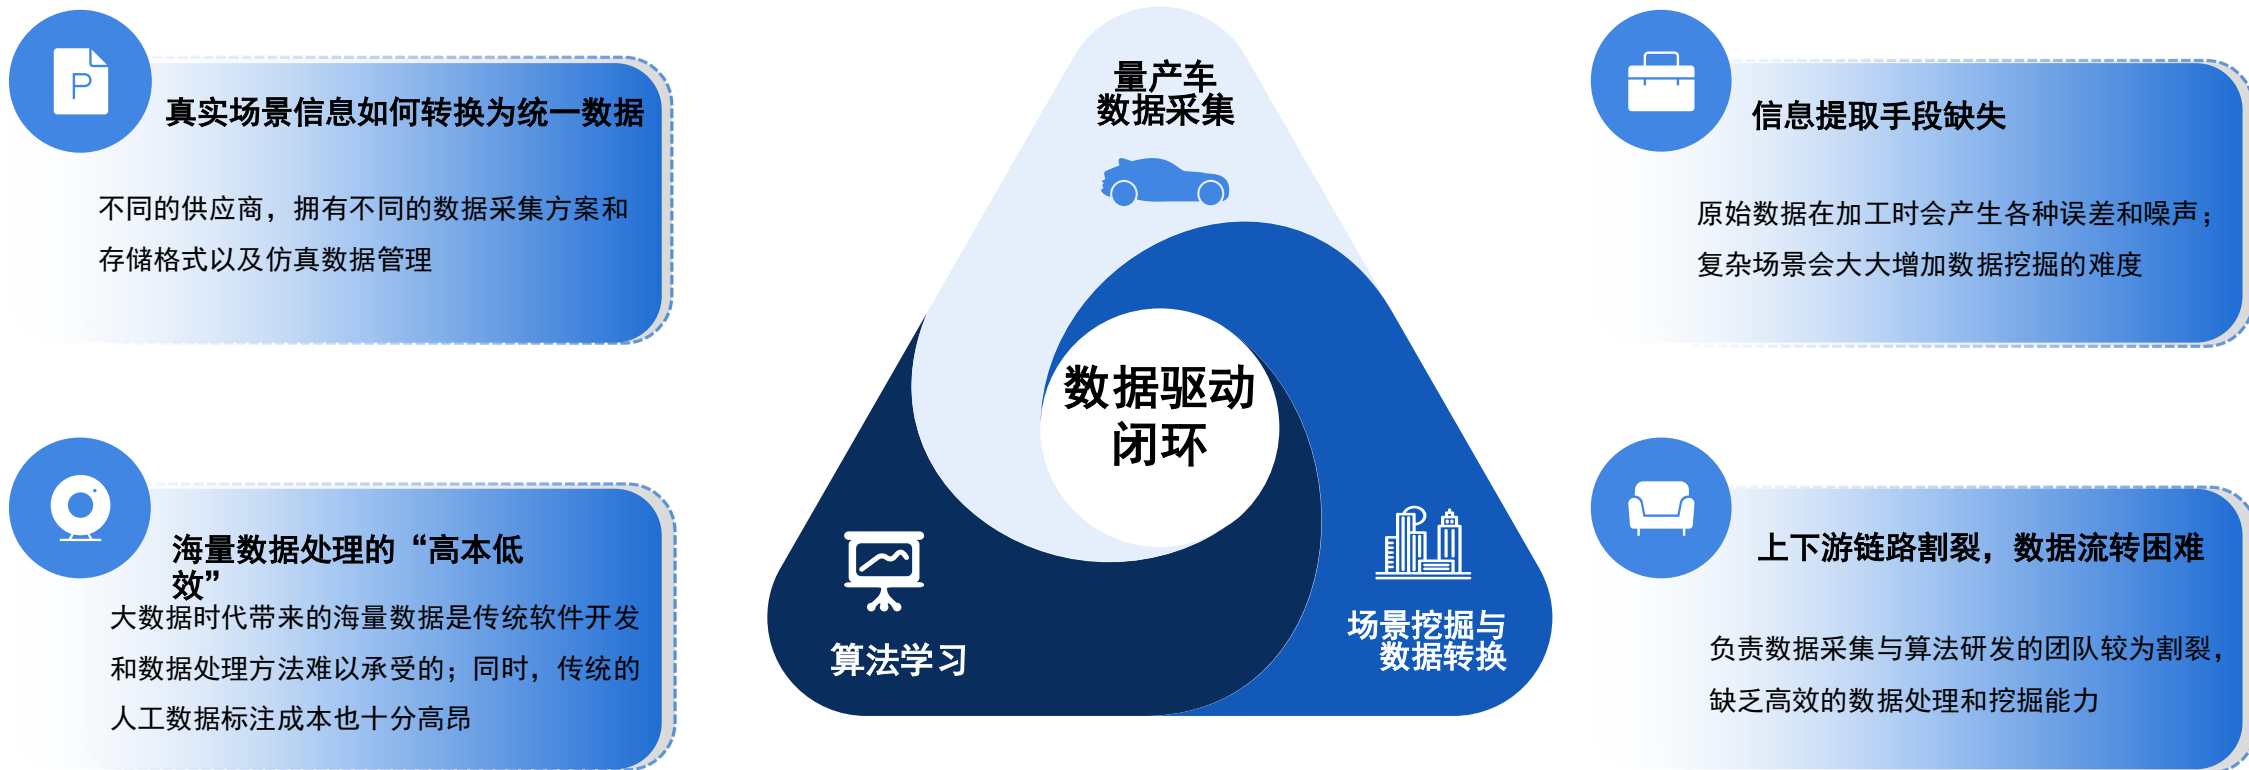 真实场景信息如何转换为统一数据
不同的供应商，拥有不同的数据采集方案和
存储格式以及仿真数据管理
海量数据处理的“高本低
效”
大数据时代带来的海量数据是传统软件开发
和数据处理方法难以承受的；同时，传统的
人工数据标注成本也十分高昂
量产车
数据采集
数据驱动
闭环
算法学习
场景挖掘与
数据转换
信息提取手段缺失
原始数据在加工时会产生各种误差和噪声；
复杂场景会大大增加数据挖掘的难度
上下游链路割裂，数据流转困难
负责数据采集与算法研发的团队较为割裂，
缺乏高效的数据处理和挖掘能力
P